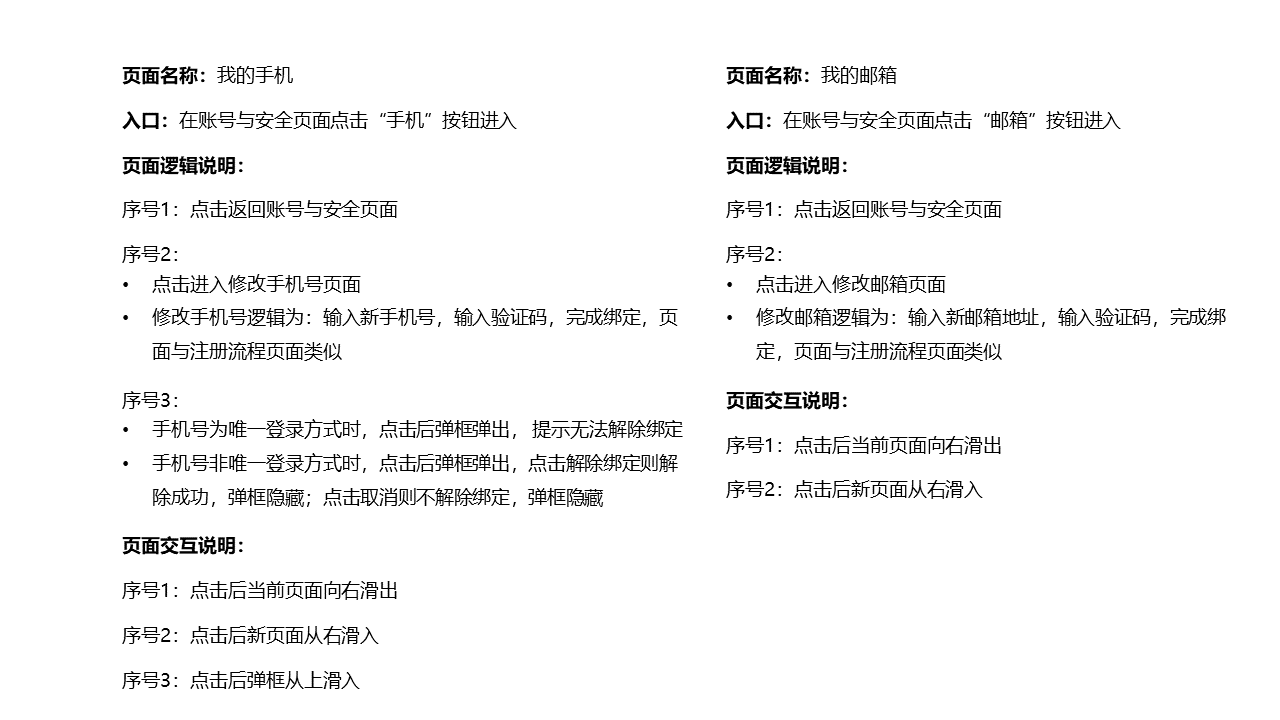 页面名称：我的手机
入口：在账号与安全页面点击“手机”按钮进入
页面逻辑说明：
序号1：点击返回账号与安全页面
序号2：
• 点击进入修改手机号页面
• 修改手机号逻辑为：输入新手机号，输入验证码，完成绑定，页
面与注册流程页面类似
序号3：
• 手机号为唯一登录方式时，点击后弹框弹出， 提示无法解除绑定
• 手机号非唯一登录方式时，点击后弹框弹出，点击解除绑定则解
除成功，弹框隐藏；点击取消则不解除绑定，弹框隐藏
页面交互说明：
序号1：点击后当前页面向右滑出
序号2：点击后新页面从右滑入
序号3：点击后弹框从上滑入
页面名称：我的邮箱
入口：在账号与安全页面点击“邮箱”按钮进入
页面逻辑说明：
序号1：点击返回账号与安全页面
序号2：
• 点击进入修改邮箱页面
• 修改邮箱逻辑为：输入新邮箱地址，输入验证码，完成绑
定，页面与注册流程页面类似
页面交互说明：
序号1：点击后当前页面向右滑出
序号2：点击后新页面从右滑入